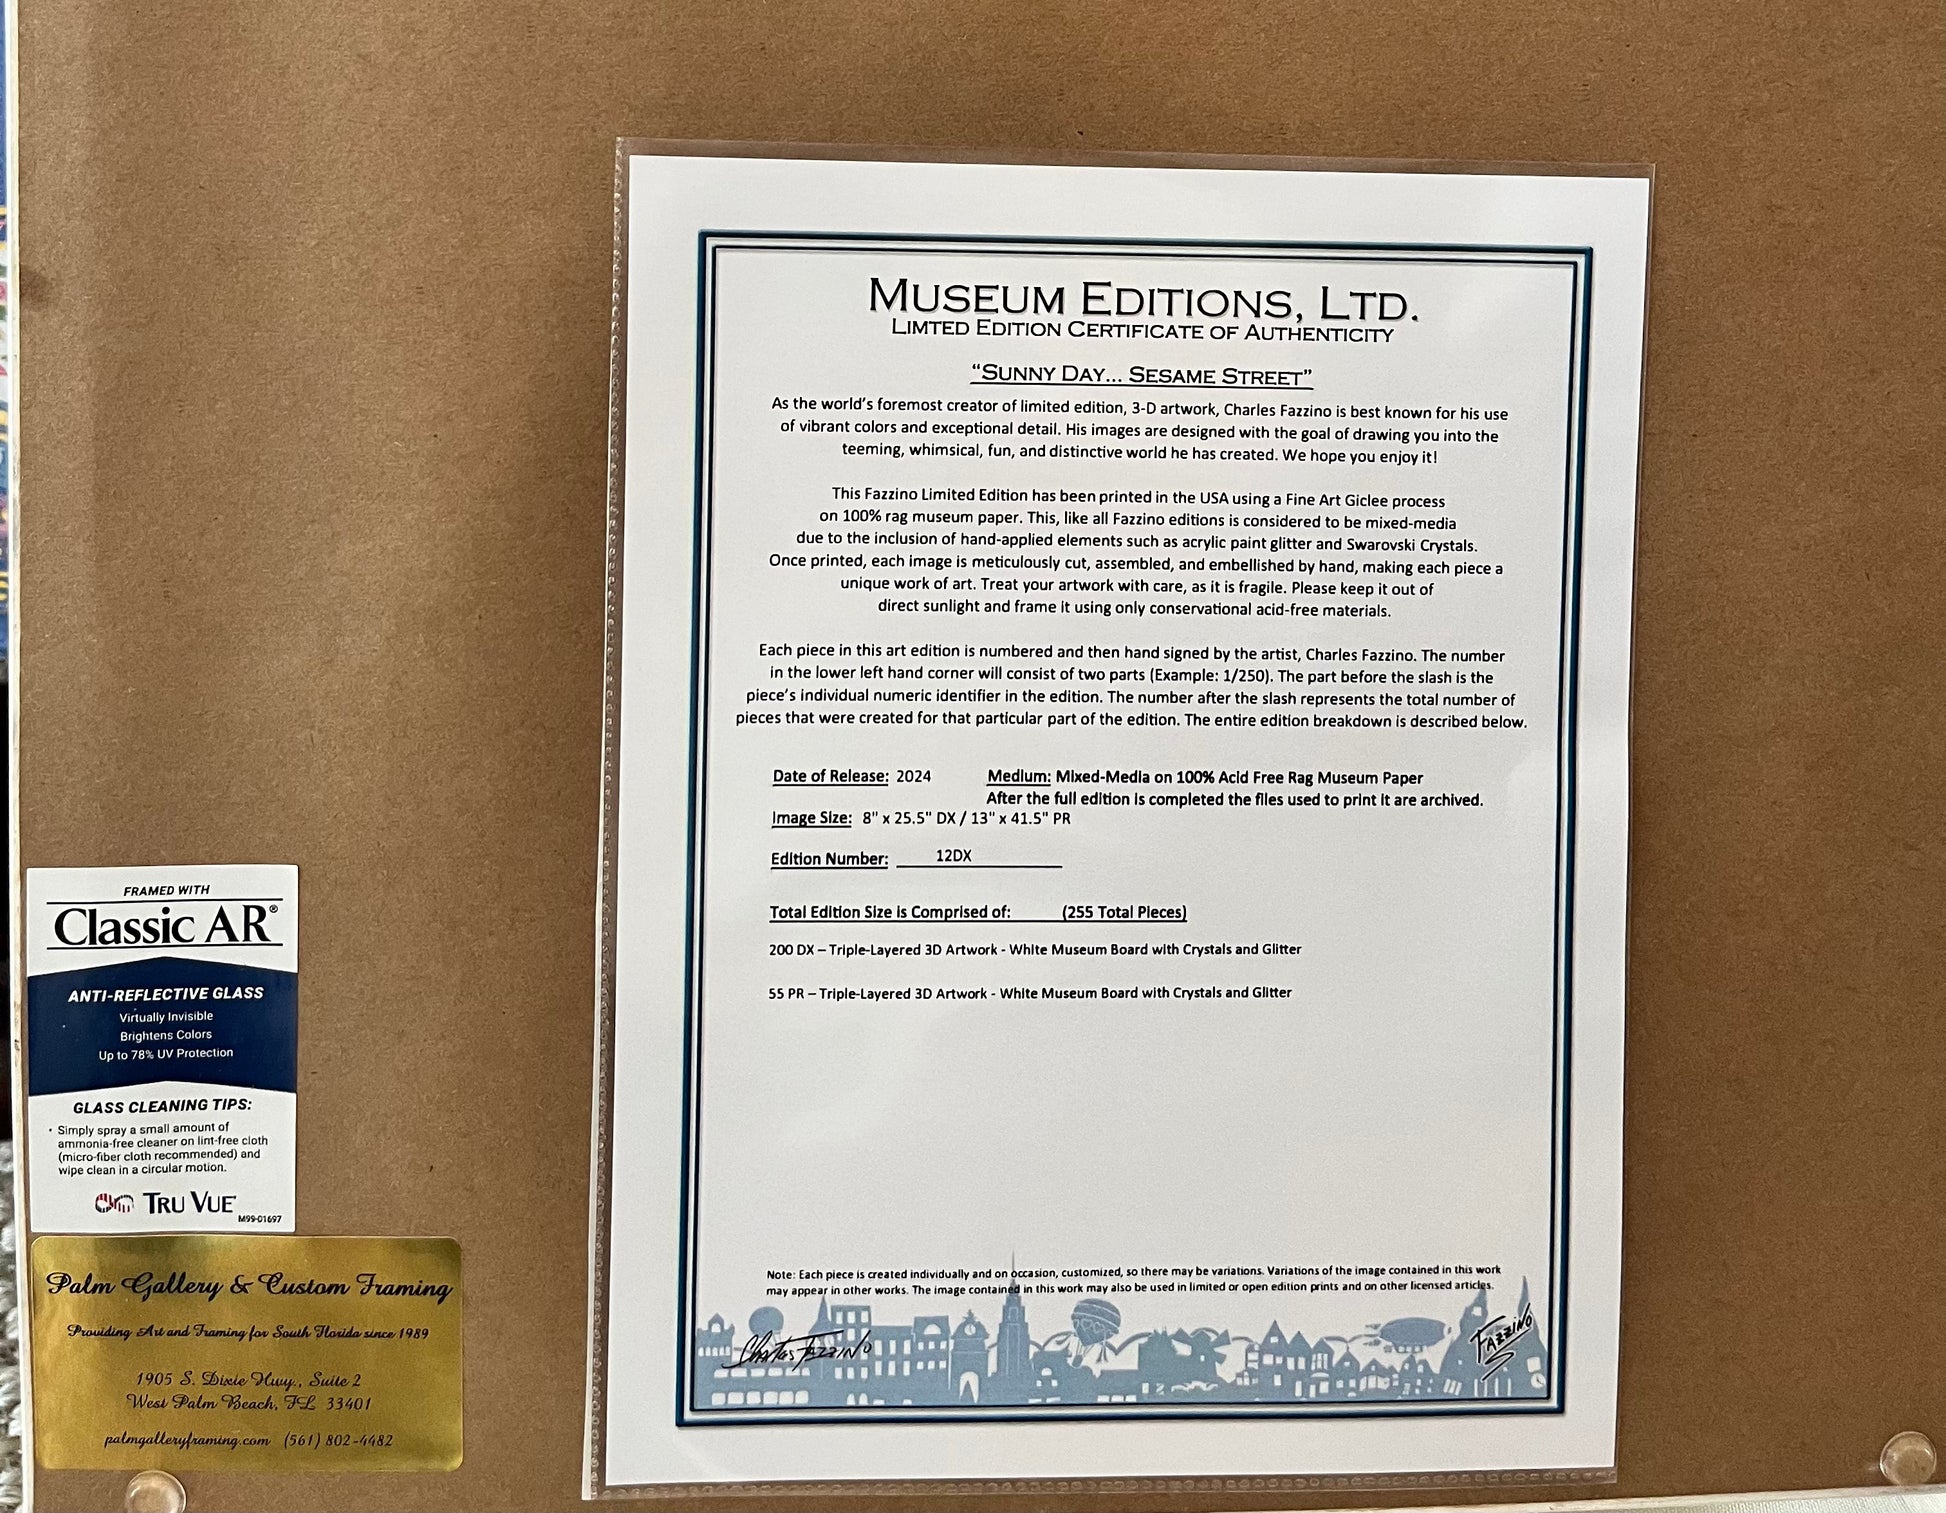 MUSEUM EDITIONS, LTD.
LIMTED EDITION CERTIFICATE OF AUTHENTICITY
“SUNNY DAY... SESAME STREET”
As the world’s foremost creator of limited edition, 3-D artwork, Charles Fazzino is best known for his use
of vibrant colors and exceptional detail. His images are designed with the goal of drawing you into the
teeming, whimsical, fun, and distinctive world he has created. We hope you enjoy it!
This Fazzino Limited Edition has been printed in the USA using a Fine Art Giclee process
on 100% rag museum paper. This, like all Fazzino editions is considered to be mixed-media
due to the inclusion of hand-applied elements such as acrylic paint glitter and Swarovski Crystals.
Once printed, each image is meticulously cut, assembled, and embellished by hand, making each piece a
unique work of art. Treat your artwork with care, as it is fragile. Please keep it out of
direct sunlight and frame it using only conservational acid-free materials.
Each piece in this art edition is numbered and then hand signed by the artist, Charles Fazzino. The number
in the lower left hand corner will consist of two parts (Example: 1/250). The part before the slash is the
piece’s individual numeric identifier in the edition. The number after the slash represents the total number of
pieces that were created for that particular part of the edition. The entire edition breakdown is described below.
Date of Release: 2024 Medium: Mixed-Media on 100% Acid Free Rag Museum Paper
After the full edition is completed the files used to print it are archived.
Image Size: 8" x 25.5" DX / 13" x 41.5" PR
Edition Number: 12DX
Total Edition Size is Comprised of: (255 Total Pieces)
200 DX – Triple-Layered 3D Artwork - White Museum Board with Crystals and Glitter
55 PR – Triple-Layered 3D Artwork - White Museum Board with Crystals and Glitter
Note: Each piece is created individually and on occasion, customized, so there may be variations. Variations of the image contained in this work
may appear in other works. The image contained in this work may also be used in limited or open edition prints and on other licensed articles.
Charles Fazzino
FAZZINO
FRAMED WITH
Classic AR®
ANTI-REFLECTIVE GLASS
Virtually Invisible
Brightens Colors
Up to 78% UV Protection
GLASS CLEANING TIPS:
• Simply spray a small amount of
ammonia-free cleaner on lint-free cloth
(micro-fiber cloth recommended) and
wipe clean in a circular motion.
TRU VUE
M99-01697
Palm Gallery & Custom Framing
Providing Art and Framing for South Florida since 1989
1905 S. Dixie Hwy., Suite 2
West Palm Beach, FL 33401
palmgalleryframing.com (561) 802-4482